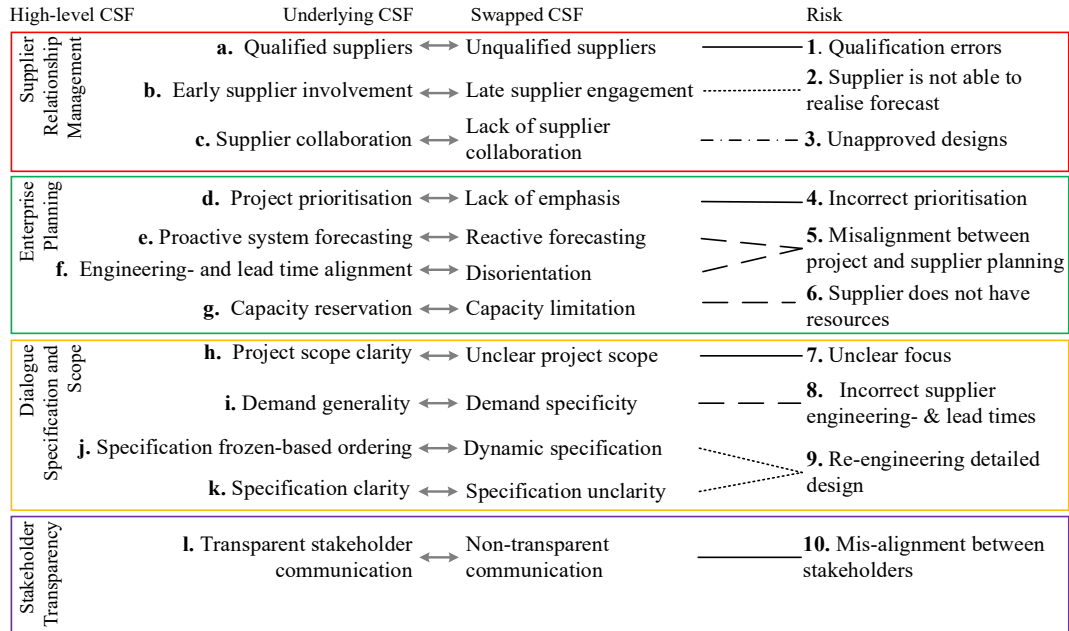 High-level CSF
Underlying CSF
Swapped CSF
Risk
Supplier
Relationship
Management
a. Qualified suppliers
Unqualified suppliers
1. Qualification errors
b. Early supplier involvement
Late supplier engagement
2. Supplier is not able to
realise forecast
c. Supplier collaboration
Lack of supplier
collaboration
3. Unapproved designs
Enterprise
Planning
d. Project prioritisation
Lack of emphasis
4. Incorrect prioritisation
e. Proactive system forecasting
Reactive forecasting
5. Misalignment between
project and supplier planning
f. Engineering- and lead time alignment
Disorientation
g. Capacity reservation
Capacity limitation
6. Supplier does not have
resources
Dialogue
Specification and
Scope
h. Project scope clarity
Unclear project scope
7. Unclear focus
i. Demand generality
Demand specificity
8. Incorrect supplier
engineering- & lead times
j. Specification frozen-based ordering
Dynamic specification
9. Re-engineering detailed
design
k. Specification clarity
Specification unclarity
Stakeholder
Transparency
l. Transparent stakeholder
communication
Non-transparent
communication
10. Mis-alignment between
stakeholders